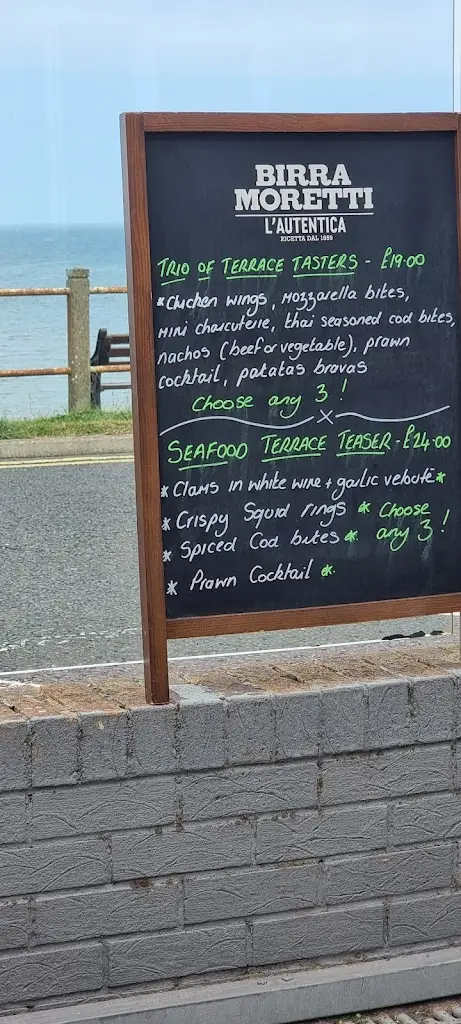 BIRRA
MORETTI
L'AUTENTICA
RICETTA DAL 1859
TRIO OF TERRACE TASTERS - £19.00
*Chicken wings, Mozzarella bites,
Mini charcuterie, thai seasoned cod bites,
nachos (beef or vegetable), prawn
cocktail, patatas bravas
Choose any 3!
SEAFOOD TERRACE TEASER - £24.00
* Clams in white wine + garlic veloutē *
* Crispy Squid rings * Choose
* Spiced Cod bites * any 3!
* Prawn Cocktail *